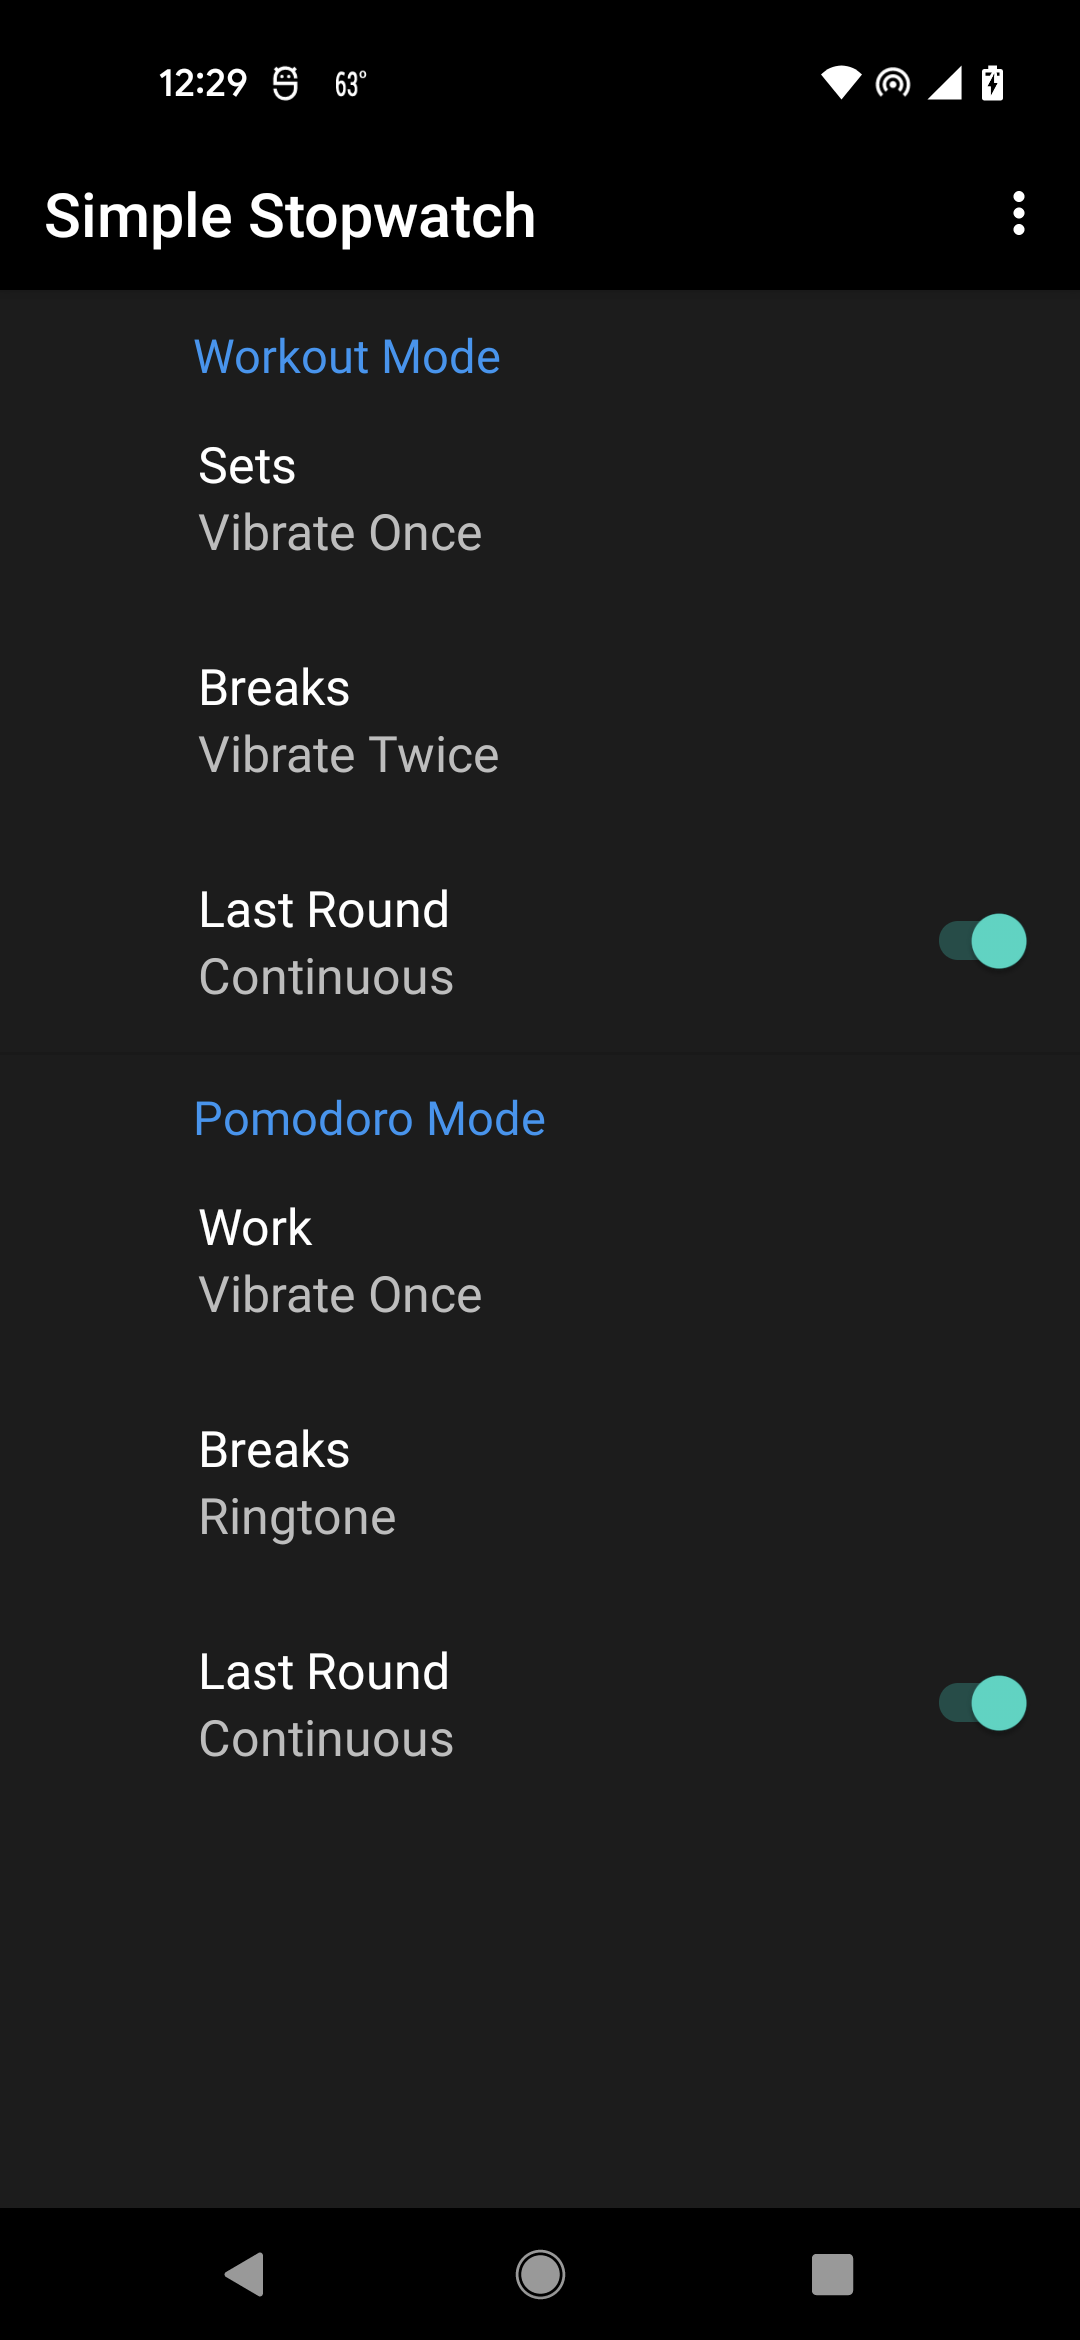 12:29 63°
Simple Stopwatch
Workout Mode
Sets
Vibrate Once
Breaks
Vibrate Twice
Last Round
Continuous
Pomodoro Mode
Work
Vibrate Once
Breaks
Ringtone
Last Round
Continuous